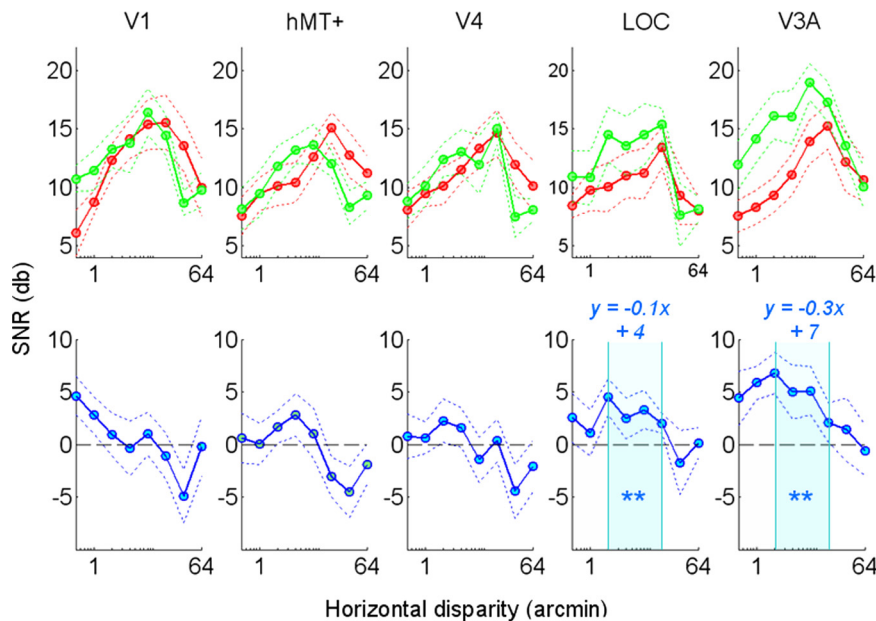 V1 hMT+ V4 LOC V3A
20 20 20 20 20
15 15 15 15 15
10 10 10 10 10
5 5 5 5 5
1 64 1 64 1 64 1 64 1 64
SNR (db)
y = -0.1x + 4
y = -0.3x + 7
10 10 10 10 10
5 5 5 5 5
0 0 0 0 0
-5 -5 -5 -5 -5
** **
1 64 1 64 1 64 1 64 1 64
Horizontal disparity (arcmin)